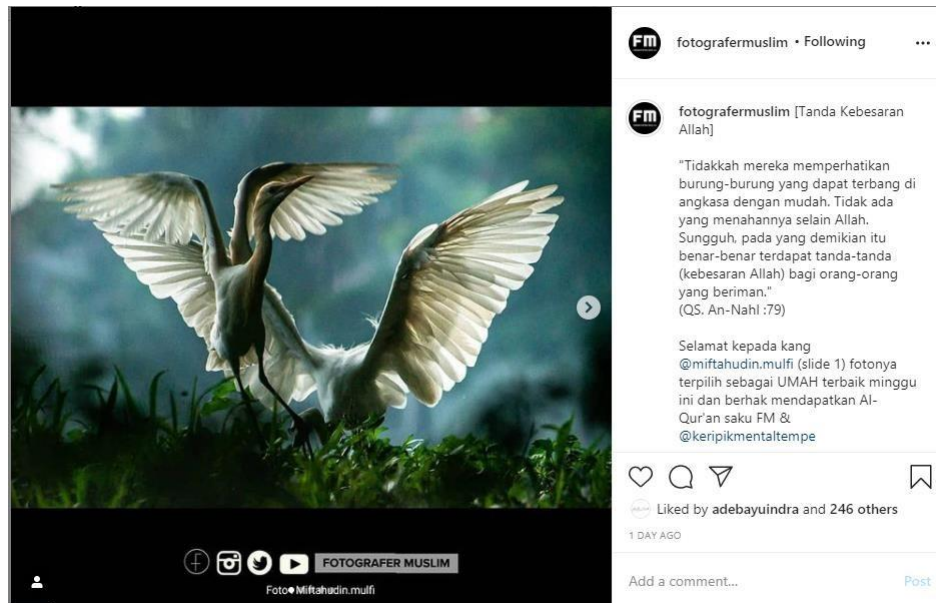 FOTOGRAFER MUSLIM
Foto Miftahudin.mulfi
FM
fotografermuslim • Following
FM
fotografermuslim [Tanda Kebesaran
Allah]
"Tidakkah mereka memperhatikan
burung-burung yang dapat terbang di
angkasa dengan mudah. Tidak ada
yang menahannya selain Allah.
Sungguh, pada yang demikian itu
benar-benar terdapat tanda-tanda
(kebesaran Allah) bagi orang-orang
yang beriman."
(QS. An-Nahl :79)
Selamat kepada kang
@miftahudin.mulfi (slide 1) fotonya
terpilih sebagai UMAH terbaik minggu
ini dan berhak mendapatkan Al-
Qur'an saku FM &
@keripikmentaltempe
Liked by adebayuindra and 246 others
1 DAY AGO
Add a comment...
Post